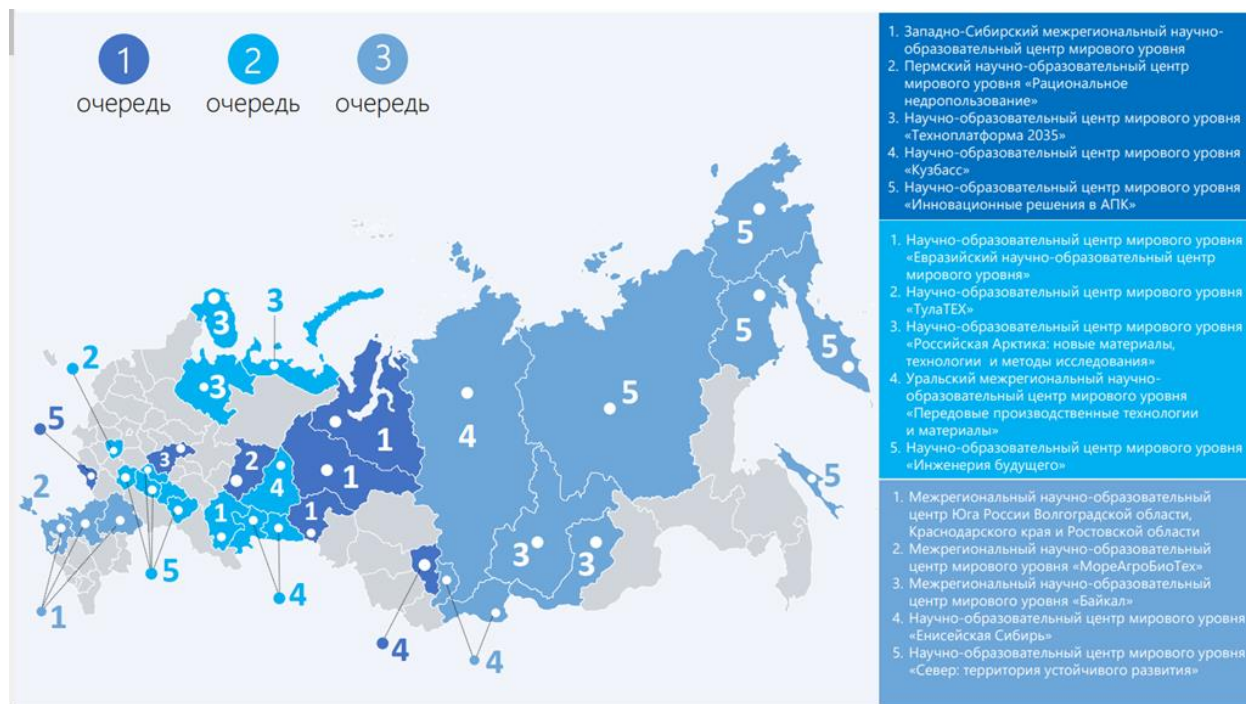 1
2
3
очередь
очередь
очередь
5
5
5
5
5
3
3
3
2
5
3
2
4
1
1
1
1
4
3
3
2
1
5
4
4
4
1. Западно-Сибирский межрегиональный научно-
образовательный центр мирового уровня
2. Пермский научно-образовательный центр
мирового уровня «Рациональное
недропользование»
3. Научно-образовательный центр мирового уровня
«Техноплатформа 2035»
4. Научно-образовательный центр мирового уровня
«Кузбасс»
5. Научно-образовательный центр мирового уровня
«Инновационные решения в АПК»
1. Научно-образовательный центр мирового уровня
«Евразийский научно-образовательный центр
мирового уровня»
2. Научно-образовательный центр мирового уровня
«ТулаТЕХ»
3. Научно-образовательный центр мирового уровня
«Российская Арктика: новые материалы,
технологии и методы исследования»
4. Уральский межрегиональный научно-
образовательный центр мирового уровня
«Передовые производственные технологии
и материалы»
5. Научно-образовательный центр мирового уровня
«Инженерия будущего»
1. Межрегиональный научно-образовательный
центр Юга России Волгоградской области,
Краснодарского края и Ростовской области
2. Межрегиональный научно-образовательный
центр мирового уровня «МореАгроБиоТех»
3. Межрегиональный научно-образовательный
центр мирового уровня «Байкал»
4. Научно-образовательный центр мирового уровня
«Енисейская Сибирь»
5. Научно-образовательный центр мирового уровня
«Север: территория устойчивого развития»